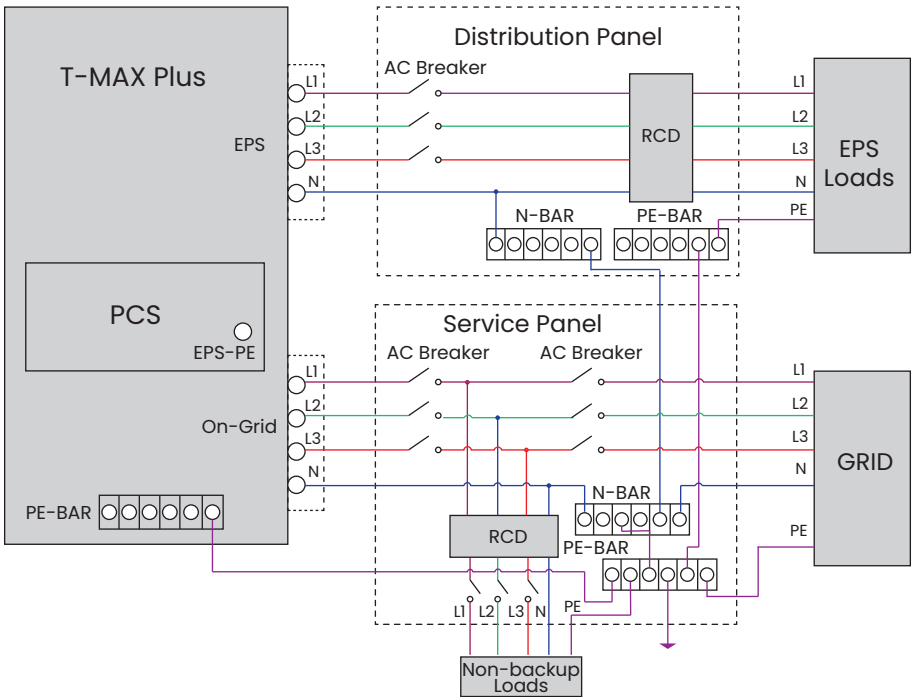 Distribution Panel
T-MAX Plus
AC Breaker
L1
L1
L2
L2
RCD
EPS
L3
L3
EPS
Loads
N
N
N-BAR
PE-BAR
PE
PCS
EPS-PE
Service Panel
AC Breaker
AC Breaker
L1
L1
L2
L2
On-Grid
L3
L3
GRID
N
N
N-BAR
PE-BAR
RCD
PE-BAR
PE
L1
L2
L3
N
PE
Non-backup
Loads